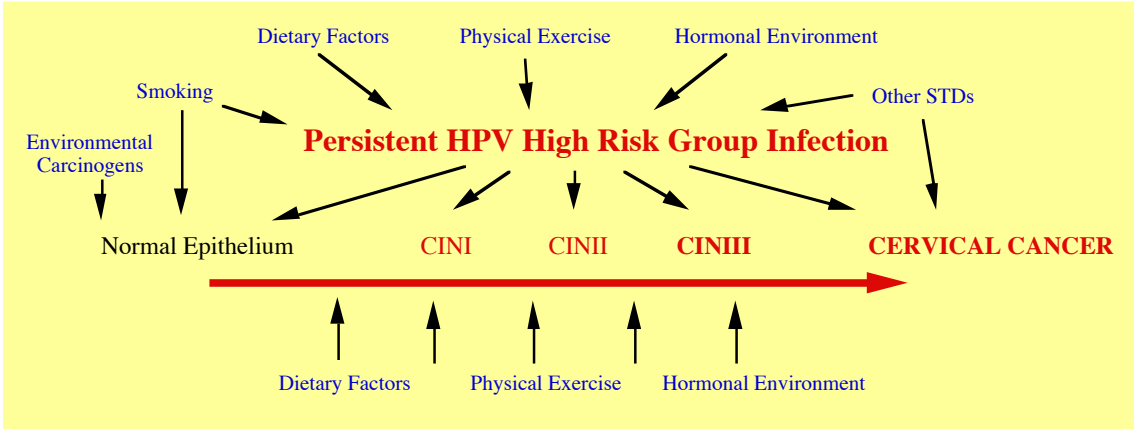 Dietary Factors
Physical Exercise
Hormonal Environment
Smoking
Other STDs
Environmental
Carcinogens
Persistent HPV High Risk Group Infection
Normal Epithelium
CINI
CINII
CINIII
CERVICAL CANCER
Dietary Factors
Physical Exercise
Hormonal Environment